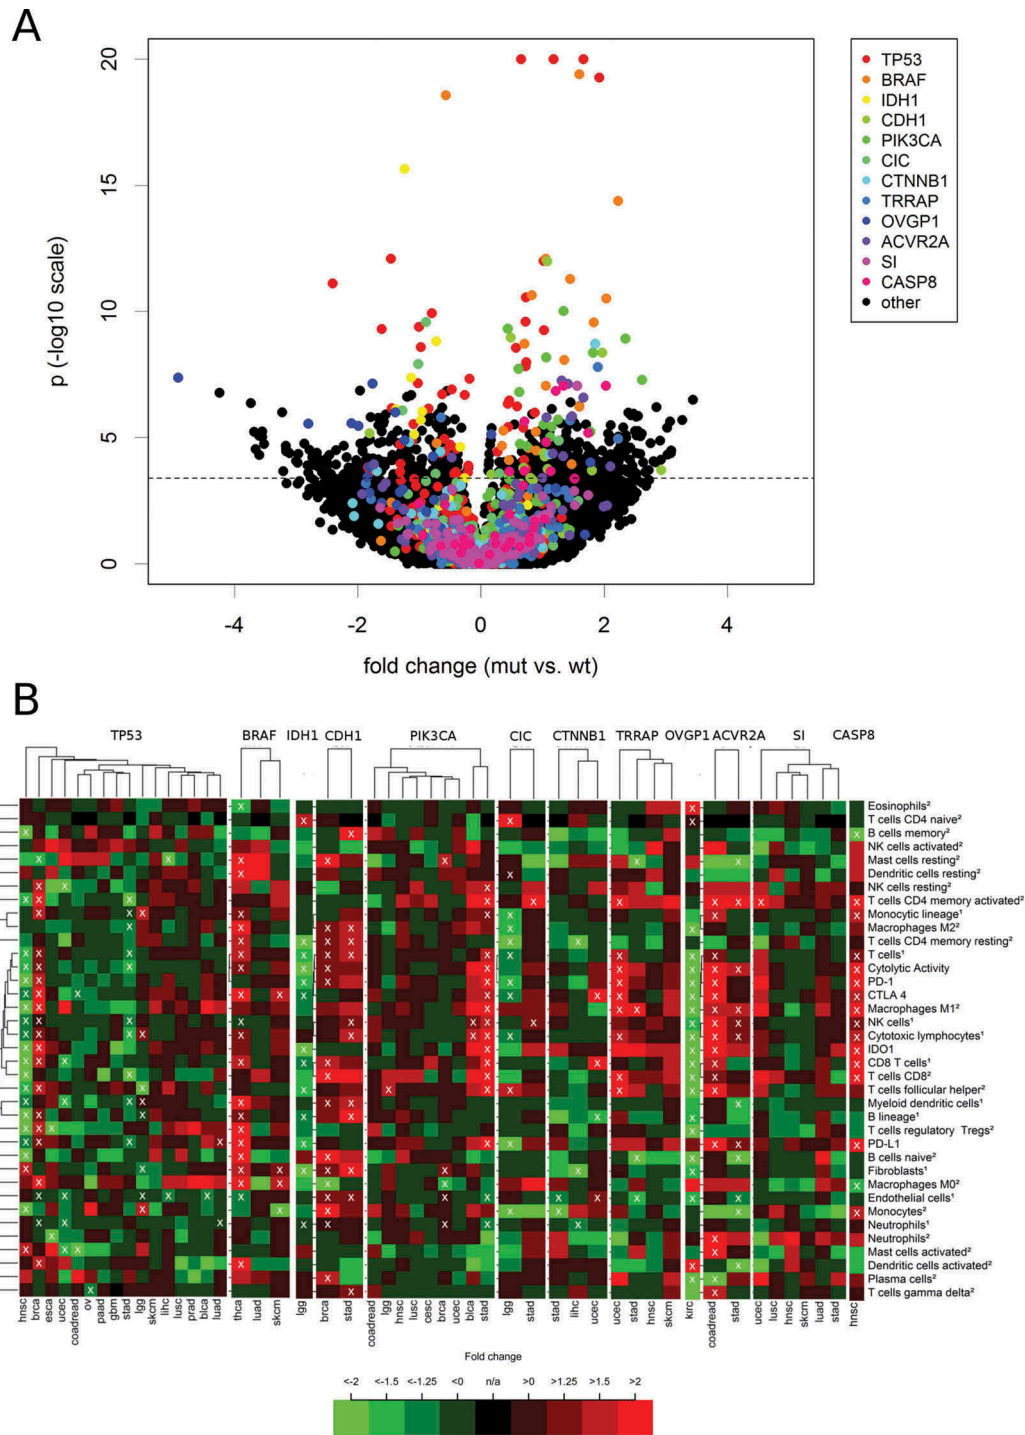 A
p (-log10 scale)
20
15
10
5
0
-4 -2 0 2 4
fold change (mut vs. wt)
TP53
BRAF
IDH1
CDH1
PIK3CA
CIC
CTNNB1
TRRAP
OVGP1
ACVR2A
SI
CASP8
other
B
TP53 BRAF IDH1 CDH1 PIK3CA CIC CTNNB1 TRRAP OVGP1 ACVR2A SI CASP8
Eosinophils²
T cells CD4 naive²
B cells memory²
NK cells activated²
Mast cells resting²
Dendritic cells resting²
NK cells resting²
T cells CD4 memory activated²
Monocytic lineage¹
Macrophages M2²
T cells CD4 memory resting²
T cells¹
Cytolytic Activity
PD-1
CTLA 4
Macrophages M1²
NK cells¹
Cytotoxic lymphocytes¹
IDO1
CD8 T cells¹
T cells CD8²
T cells follicular helper²
Myeloid dendritic cells¹
B lineage¹
T cells regulatory Tregs²
PD-L1
B cells naive²
Fibroblasts¹
Macrophages M0²
Endothelial cells¹
Monocytes²
Neutrophils¹
Neutrophils²
Mast cells activated²
Dendritic cells activated²
Plasma cells²
T cells gamma delta²
hnsc brca esca ucec coadread ov paad gbm stad lgg skcm lihc lusc prad blca luad thca luad skcm lgg brca stad coadread lgg hnsc lusc cesc brca ucec blca stad lgg stad stad lihc ucec ucec stad hnsc skcm kirc coadread stad ucec lusc hnsc skcm luad stad hnsc
Fold change
<-2 <-1.5 <-1.25 <0 n/a >0 >1.25 >1.5 >2